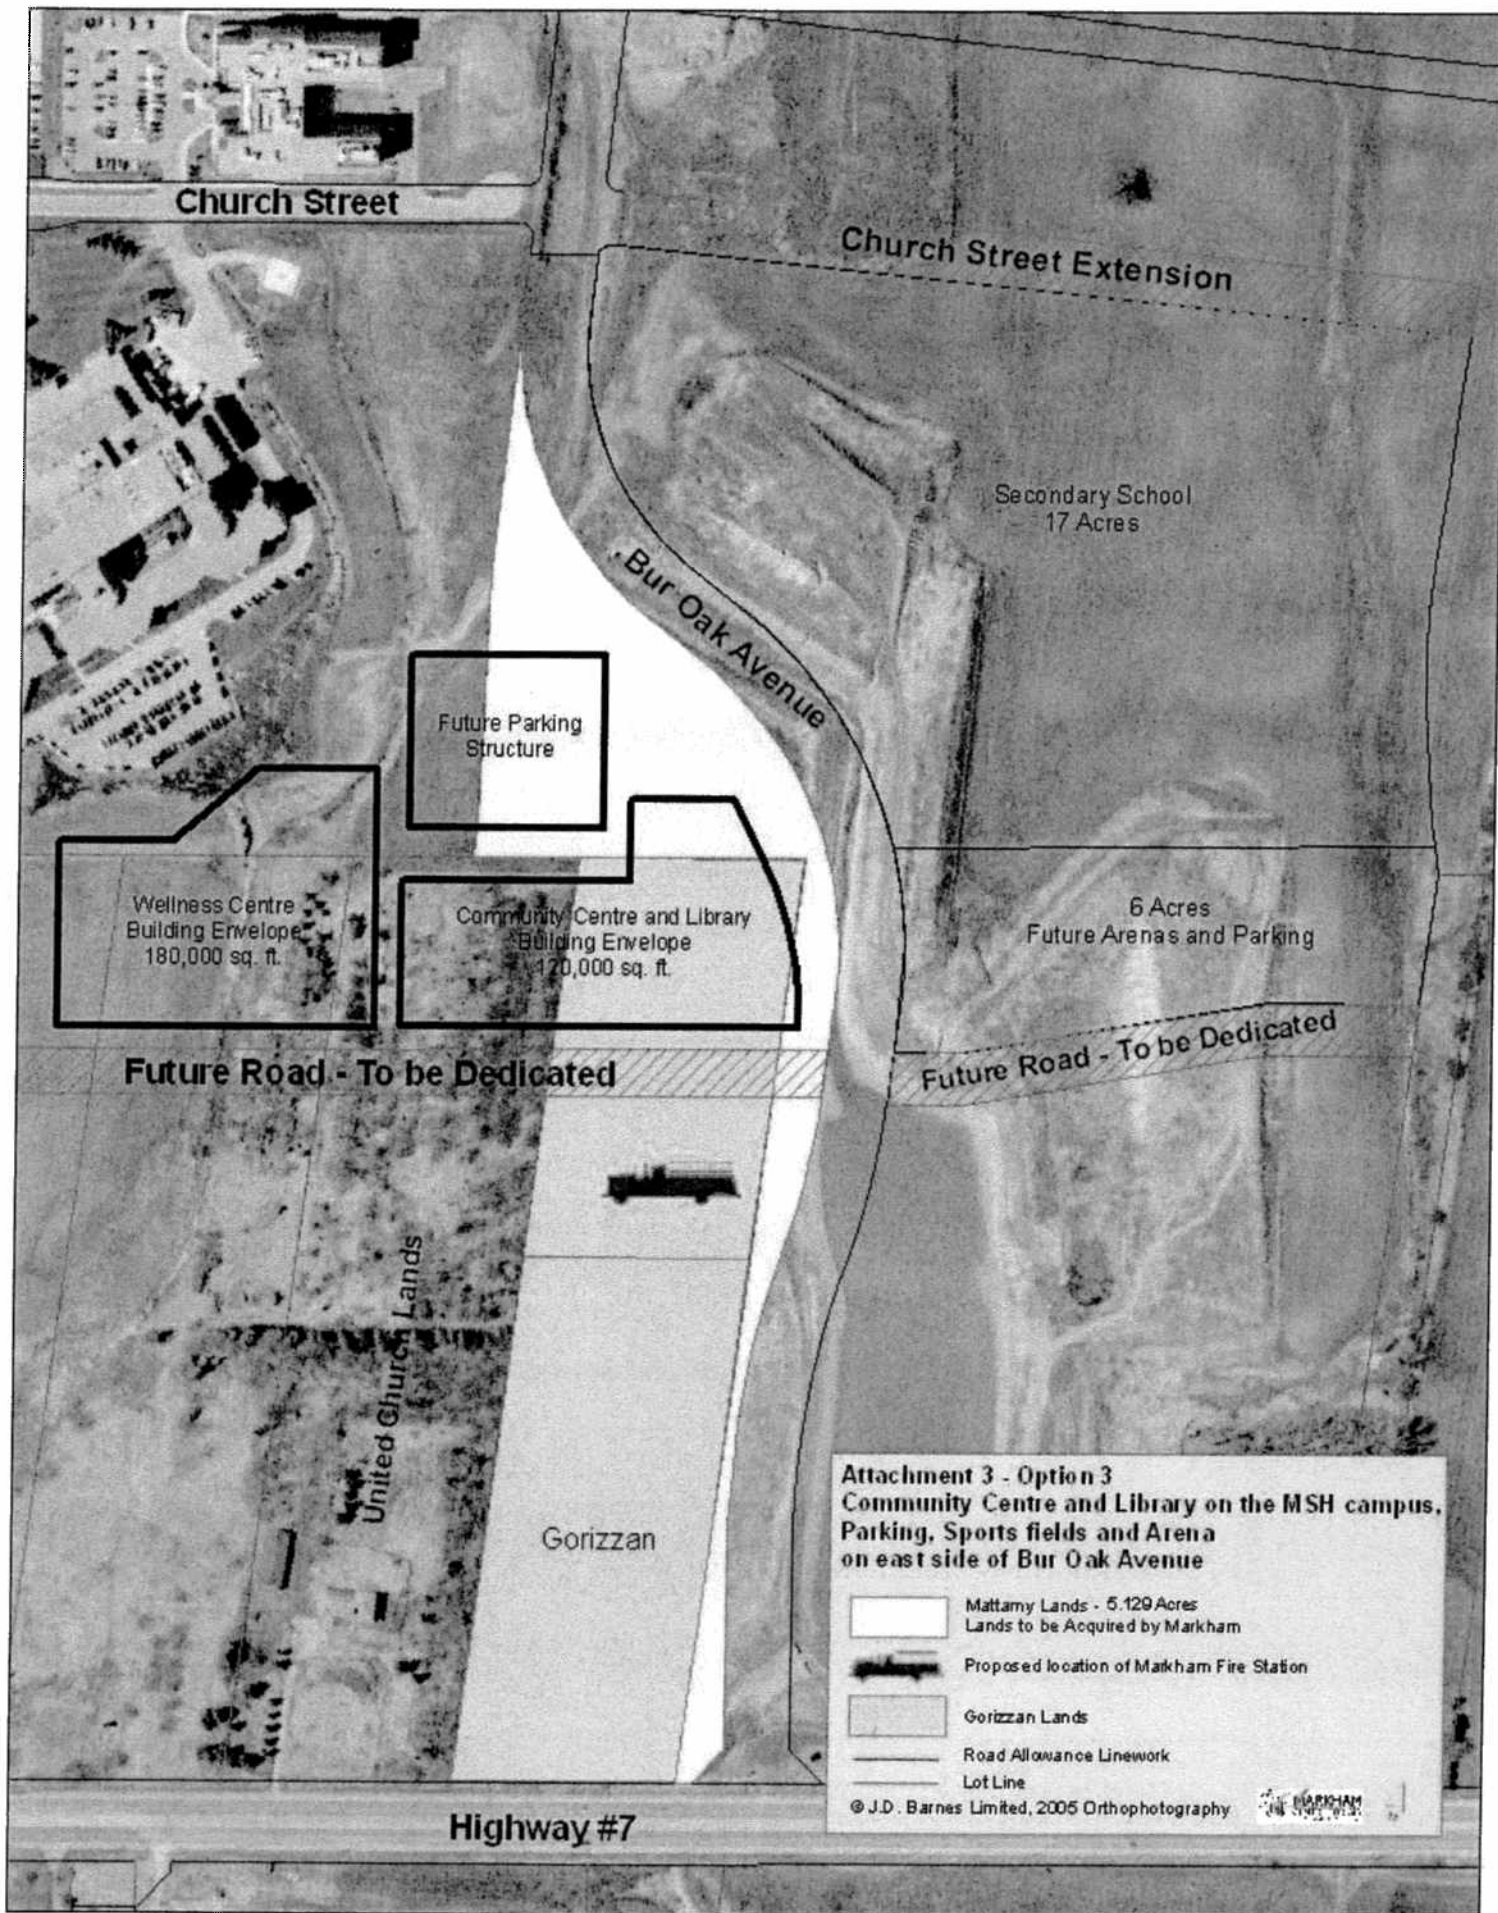 Church Street
Church Street Extension
Secondary School
17 Acres
Bur Oak Avenue
Future Parking
Structure
Wellness Centre
Building Envelope
180,000 sq. ft.
Community Centre and Library
Building Envelope
120,000 sq. ft.
6 Acres
Future Arenas and Parking
Future Road - To be Dedicated
Future Road - To be Dedicated
United Church Lands
Gorizzan
Attachment 3 - Option 3
Community Centre and Library on the MSH campus,
Parking, Sports fields and Arena
on east side of Bur Oak Avenue
Mattamy Lands - 5.129 Acres
Lands to be Acquired by Markham
Proposed location of Markham Fire Station
Gorizzan Lands
Road Allowance Linework
Lot Line
© J.D. Barnes Limited, 2005 Orthophotography
MARKHAM
Highway #7